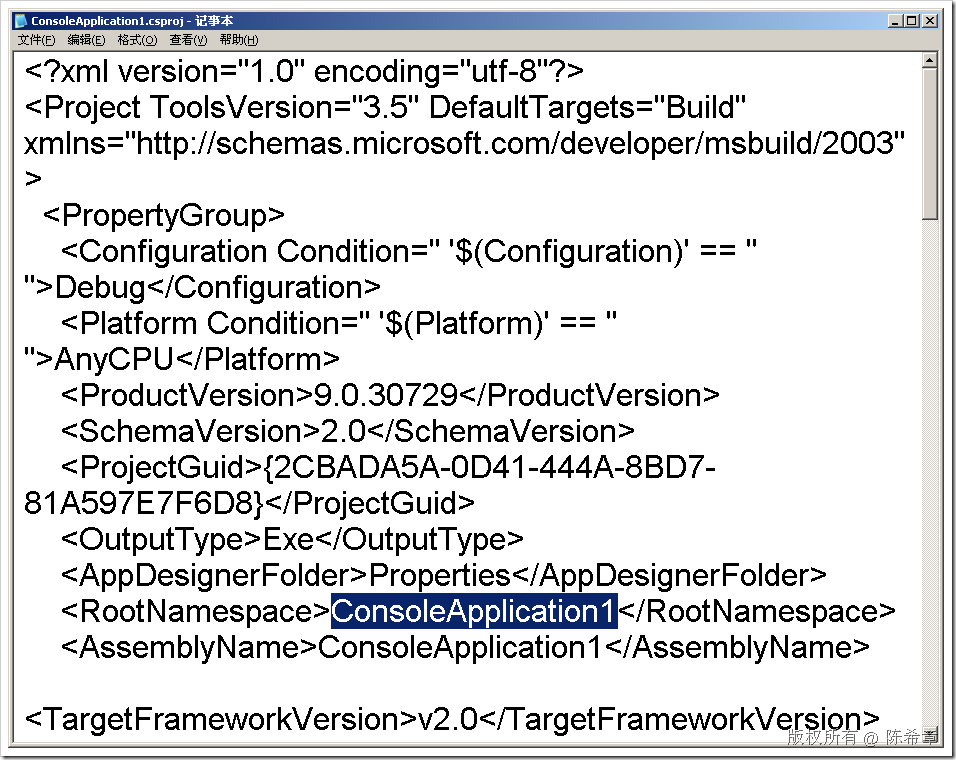 ConsoleApplication1.csproj - 记事本
文件(F) 编辑(E) 格式(O) 查看(V) 帮助(H)
<?xml version="1.0" encoding="utf-8"?>
<Project ToolsVersion="3.5" DefaultTargets="Build"
xmlns="http://schemas.microsoft.com/developer/msbuild/2003"
>
<PropertyGroup>
<Configuration Condition=" '$(Configuration)' == ''
">Debug</Configuration>
<Platform Condition=" '$(Platform)' == ''
">AnyCPU</Platform>
<ProductVersion>9.0.30729</ProductVersion>
<SchemaVersion>2.0</SchemaVersion>
<ProjectGuid>{2CBADA5A-0D41-444A-8BD7-
81A597E7F6D8}</ProjectGuid>
<OutputType>Exe</OutputType>
<AppDesignerFolder>Properties</AppDesignerFolder>
<RootNamespace>ConsoleApplication1</RootNamespace>
<AssemblyName>ConsoleApplication1</AssemblyName>
<TargetFrameworkVersion>v2.0</TargetFrameworkVersion>
版权所有 @ 陈希章